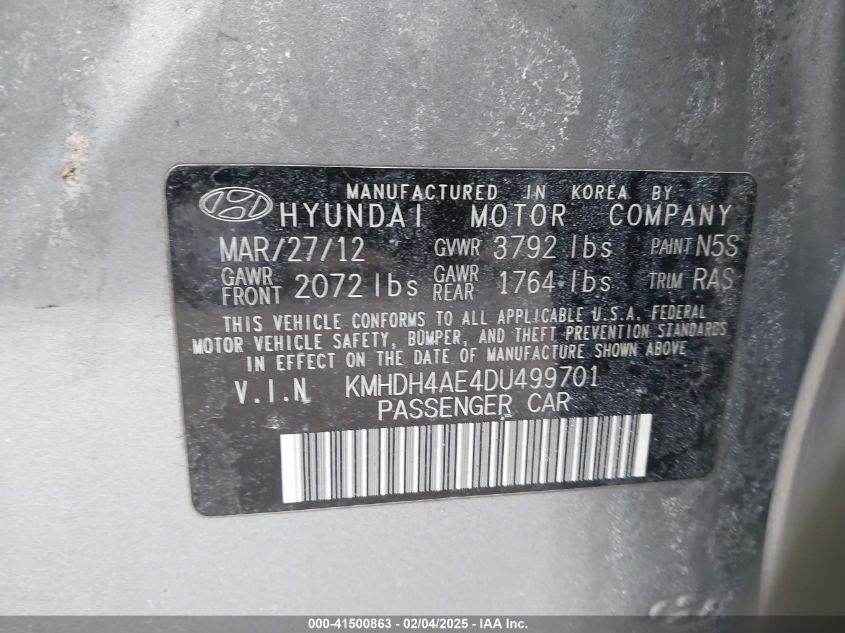 MANUFACTURED IN KOREA BY
HYUNDAI MOTOR COMPANY
MAR/27/12 GVWR 3792 lbs PAINT N5S
GAWR FRONT 2072 lbs GAWR REAR 1764 lbs TRIM RAS
THIS VEHICLE CONFORMS TO ALL APPLICABLE U.S.A. FEDERAL
MOTOR VEHICLE SAFETY, BUMPER, AND THEFT PREVENTION STANDARDS
IN EFFECT ON THE DATE OF MANUFACTURE SHOWN ABOVE
V.I.N KMHDH4AE4DU499701
PASSENGER CAR
000-41500863 - 02/04/2025 - IAA Inc.